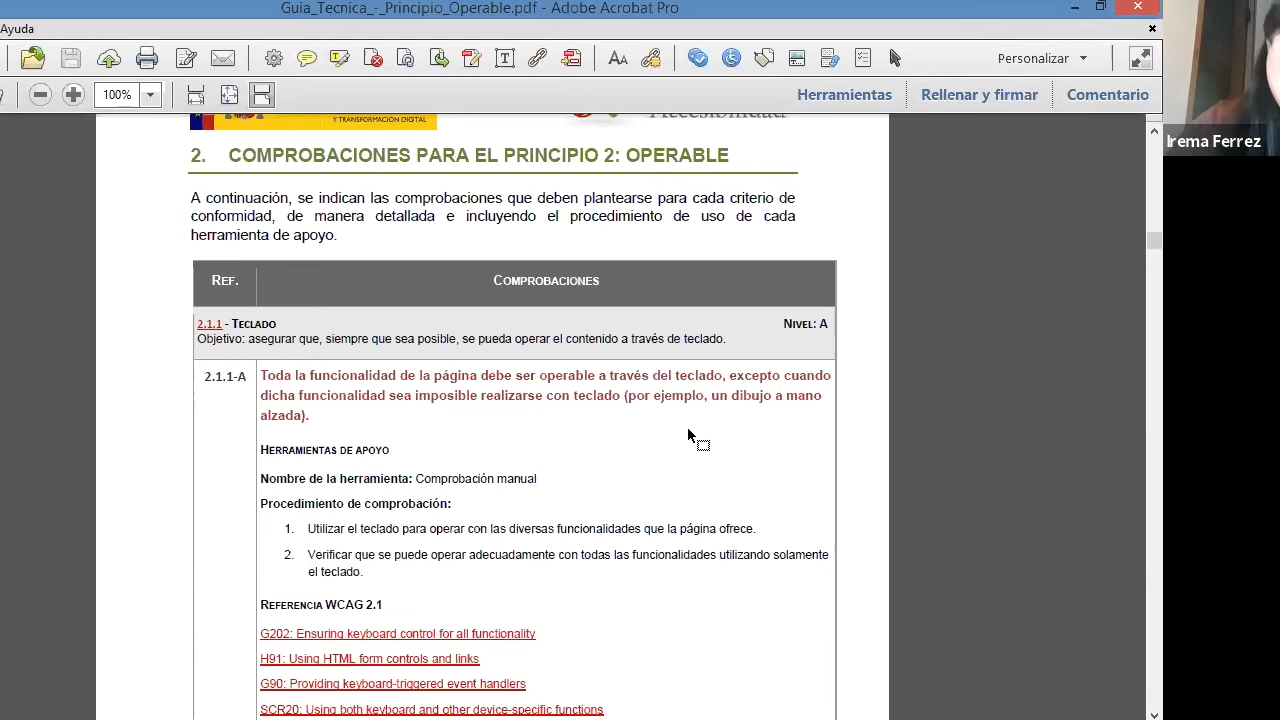 Guia_Tecnica_-_Principio_Operable.pdf - Adobe Acrobat Pro
Ayuda
Personalizar
100%
Herramientas
Rellenar y firmar
Comentario
Irema Ferrez
Y TRANSFORMACIÓN DIGITAL
Accesibilidad
2. COMPROBACIONES PARA EL PRINCIPIO 2: OPERABLE
A continuación, se indican las comprobaciones que deben plantearse para cada criterio de
conformidad, de manera detallada e incluyendo el procedimiento de uso de cada
herramienta de apoyo.
REF. COMPROBACIONES
2.1.1 - TECLADO NIVEL: A
Objetivo: asegurar que, siempre que sea posible, se pueda operar el contenido a través de teclado.
2.1.1-A Toda la funcionalidad de la página debe ser operable a través del teclado, excepto cuando
dicha funcionalidad sea imposible realizarse con teclado (por ejemplo, un dibujo a mano
alzada).
HERRAMIENTAS DE APOYO
Nombre de la herramienta: Comprobación manual
Procedimiento de comprobación:
1. Utilizar el teclado para operar con las diversas funcionalidades que la página ofrece.
2. Verificar que se puede operar adecuadamente con todas las funcionalidades utilizando solamente
el teclado.
REFERENCIA WCAG 2.1
G202: Ensuring keyboard control for all functionality
H91: Using HTML form controls and links
G90: Providing keyboard-triggered event handlers
SCR20: Using both keyboard and other device-specific functions